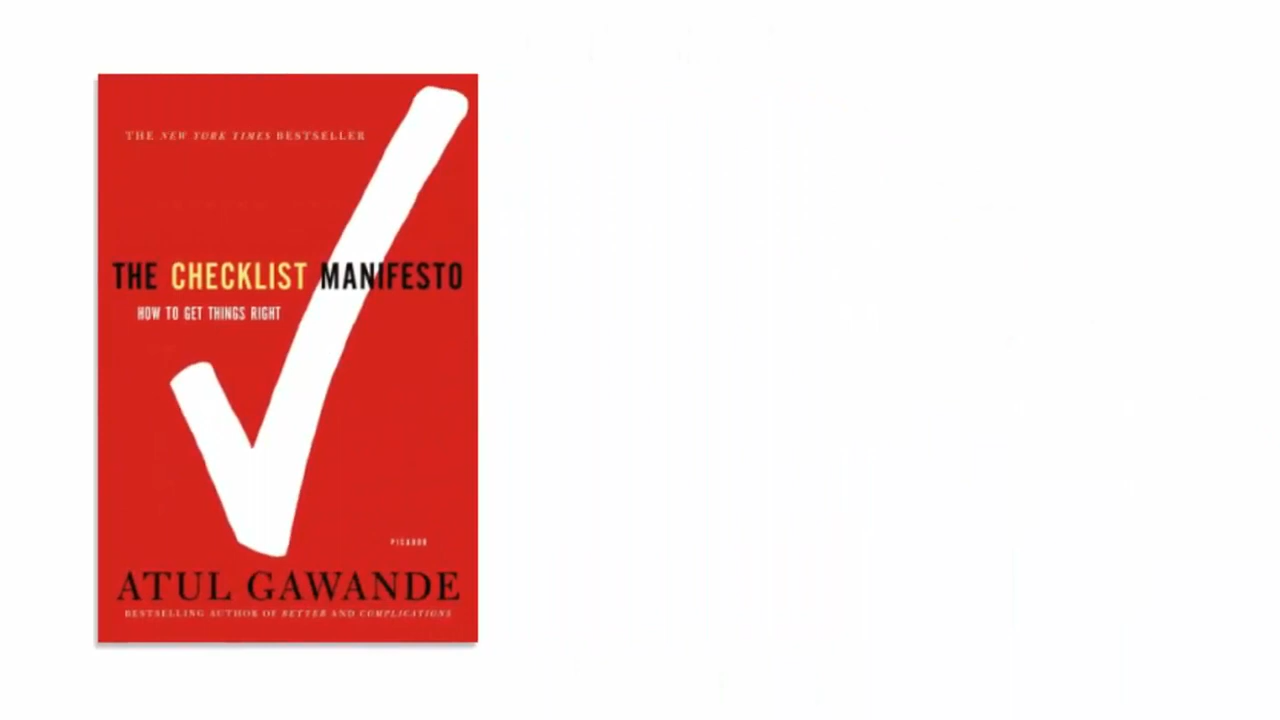 THE NEW YORK TIMES BESTSELLER
THE CHECKLIST MANIFESTO
HOW TO GET THINGS RIGHT
PICADOR
ATUL GAWANDE
BESTSELLING AUTHOR OF BETTER AND COMPLICATIONS